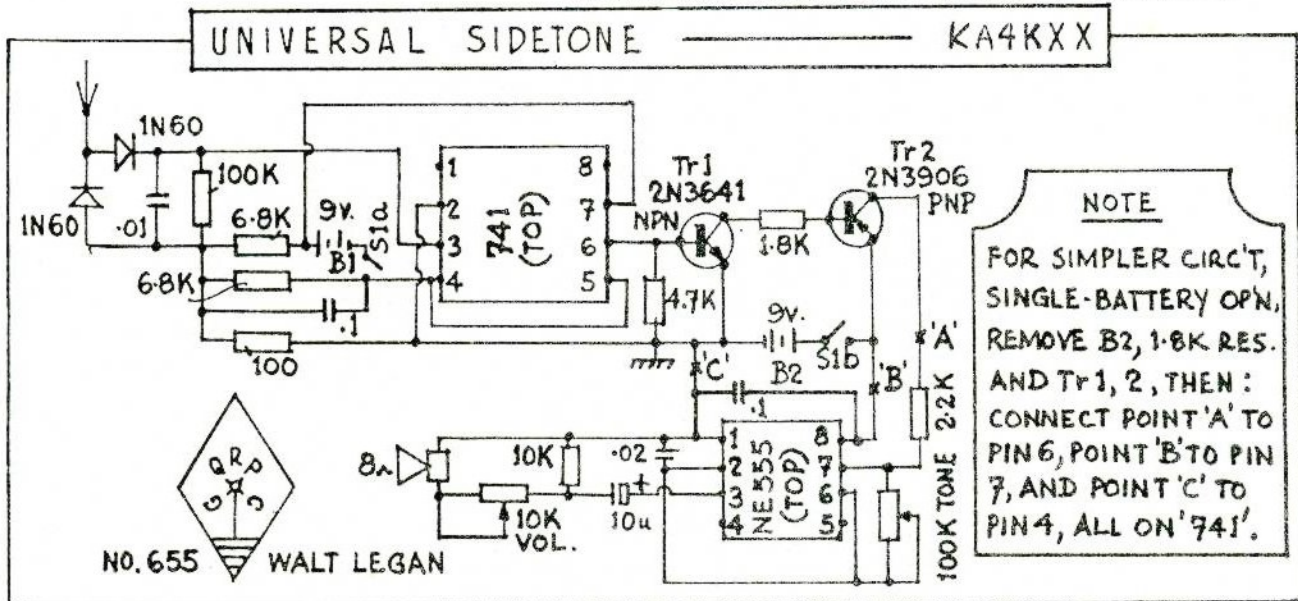 UNIVERSAL SIDETONE — KA4KXX
1N60
100K
1N60
.01
6.8K
9v.
B1
S1a
6.8K
.1
100
1
2
3
4
741
(TOP)
8
7
6
5
Tr1
2N3641
NPN
4.7K
1.8K
Tr2
2N3906
PNP
9v.
B2
S1b
'A'
'B'
'C'
2.2K
.1
8Ω
10K
10K
VOL.
10u
+
.02
1
2
3
4
NE555
(TOP)
8
7
6
5
100K TONE
NOTE
FOR SIMPLER CIRC'T,
SINGLE-BATTERY OP'N,
REMOVE B2, 1.8K RES.
AND Tr1, 2, THEN:
CONNECT POINT 'A' TO
PIN 6, POINT 'B' TO PIN
7, AND POINT 'C' TO
PIN 4, ALL ON '741'.
G QRP C
NO. 655 WALT LEGAN